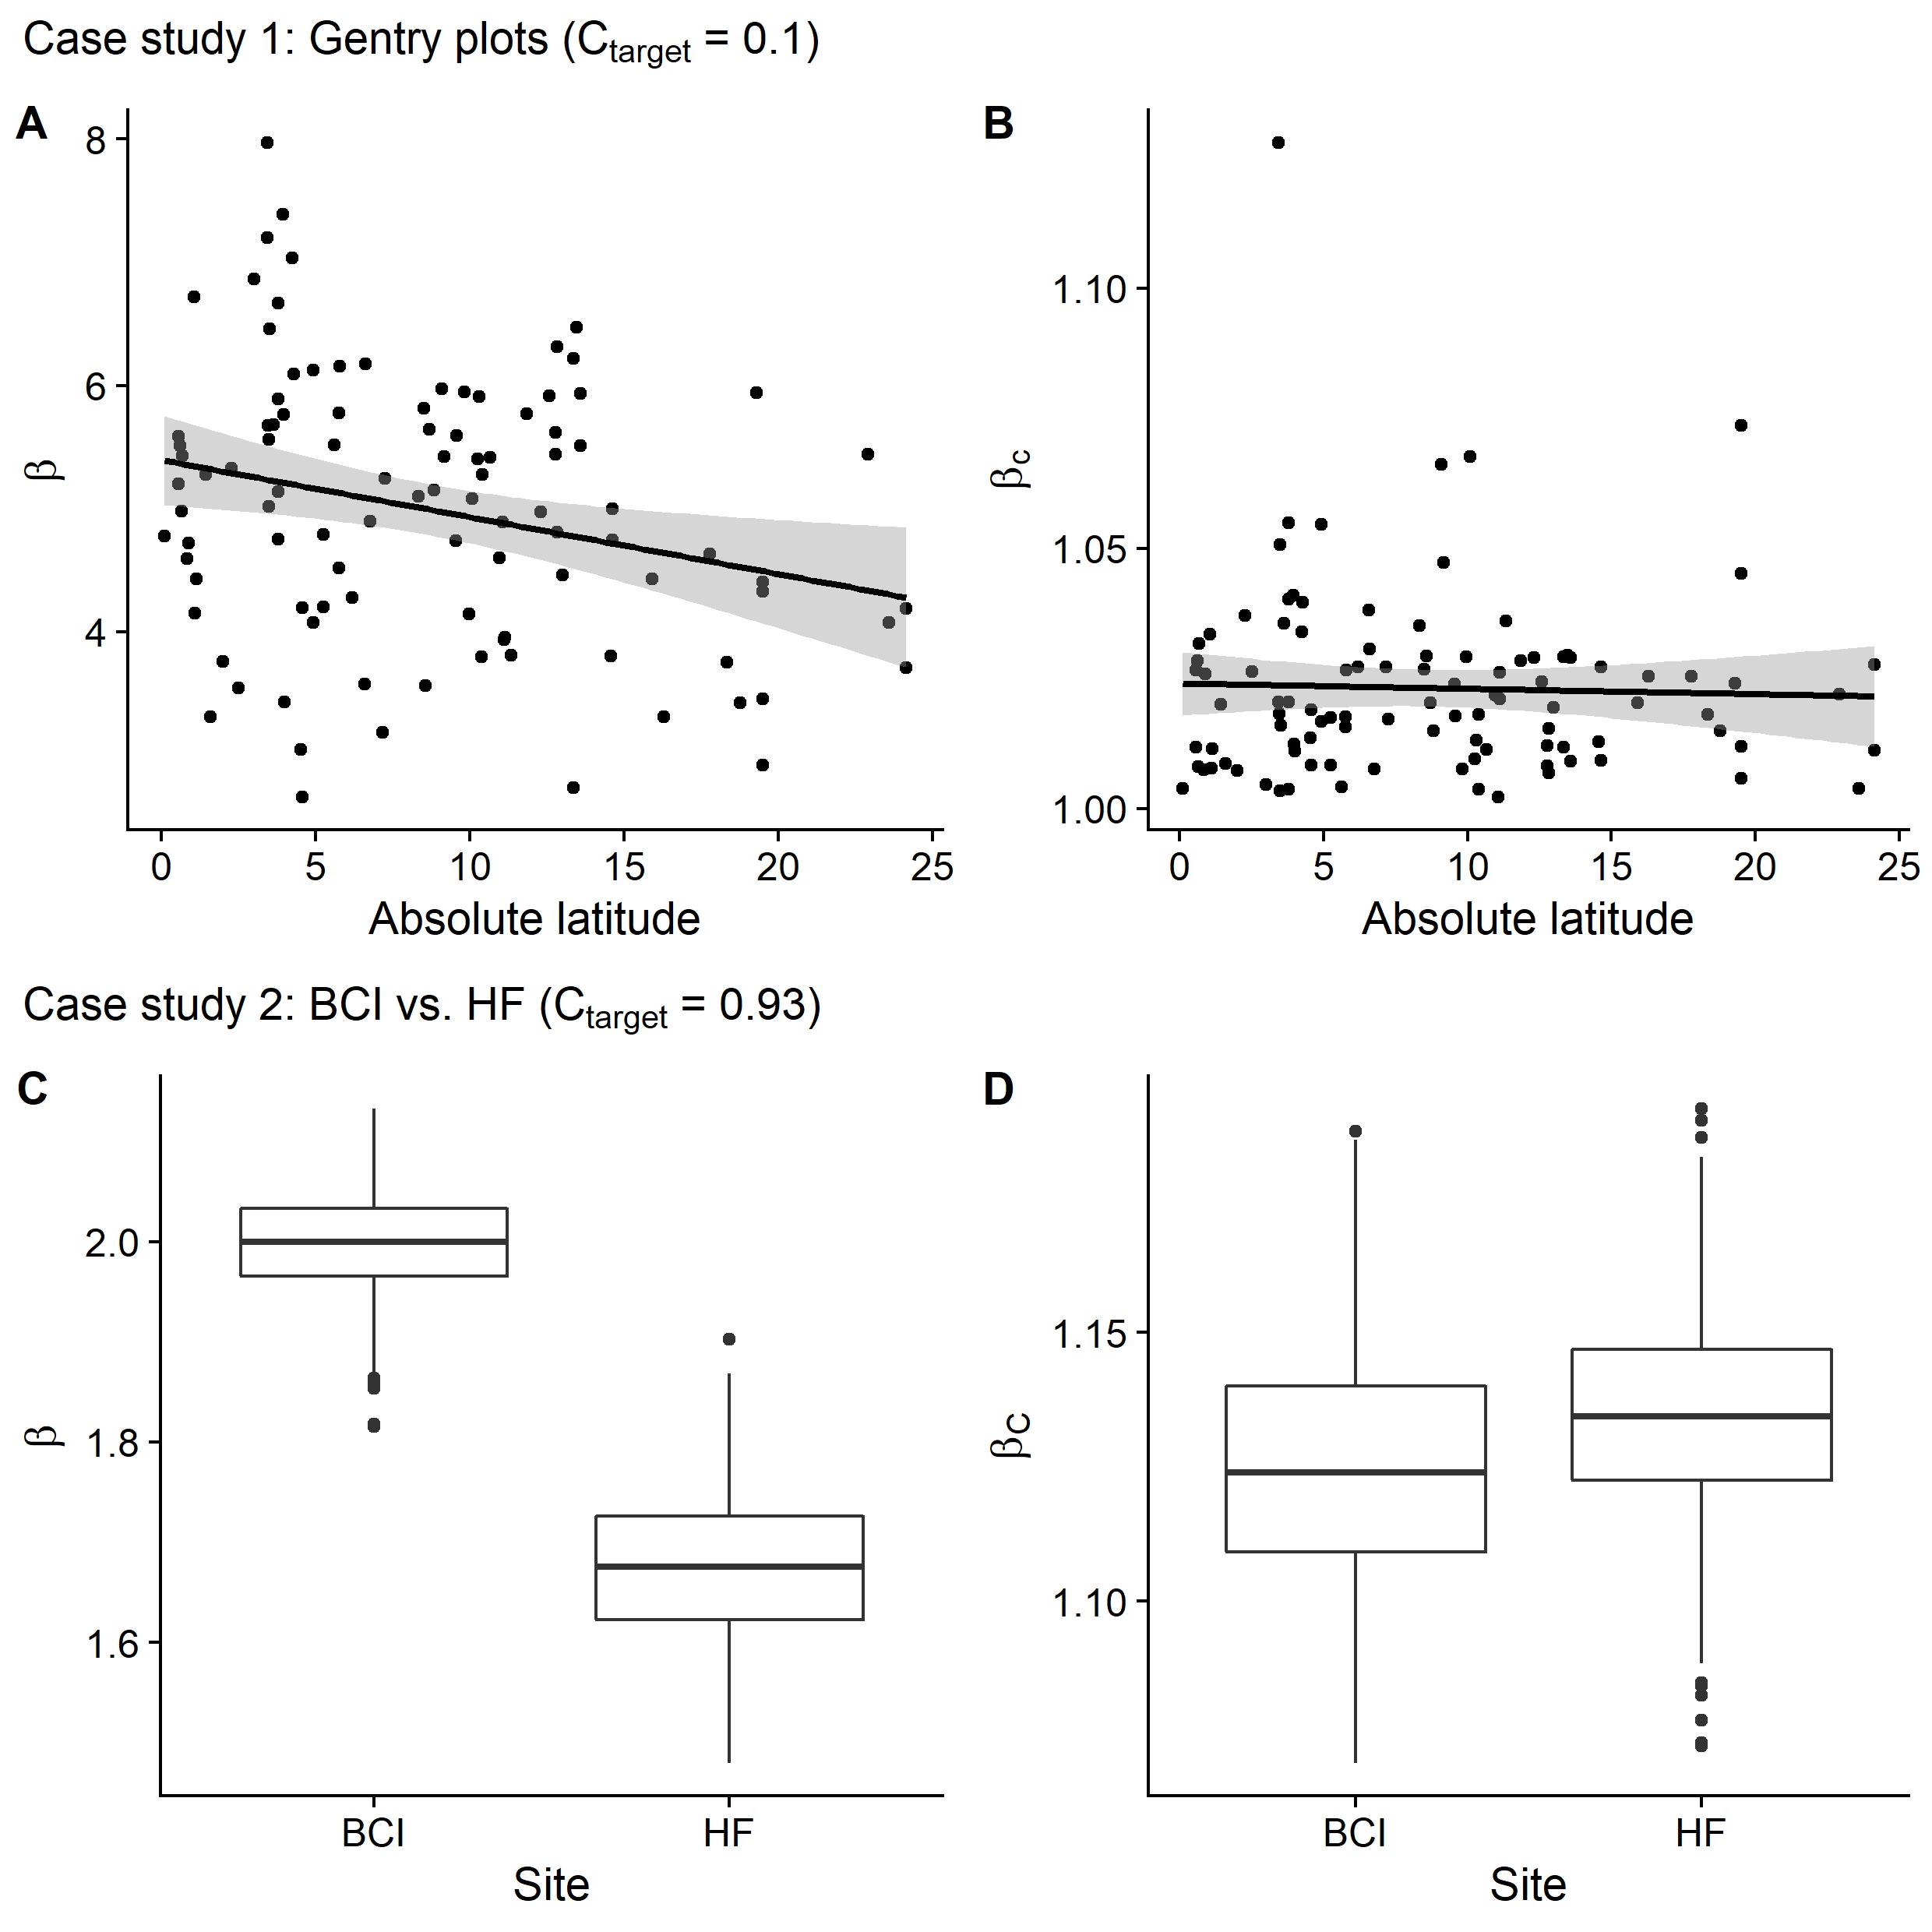 Case study 1: Gentry plots (Ctarget = 0.1)
A
8
6
4
β
0 5 10 15 20 25
Absolute latitude
B
1.10
1.05
1.00
βc
0 5 10 15 20 25
Absolute latitude
Case study 2: BCI vs. HF (Ctarget = 0.93)
C
2.0
1.8
1.6
β
BCI HF
Site
D
1.15
1.10
βC
BCI HF
Site